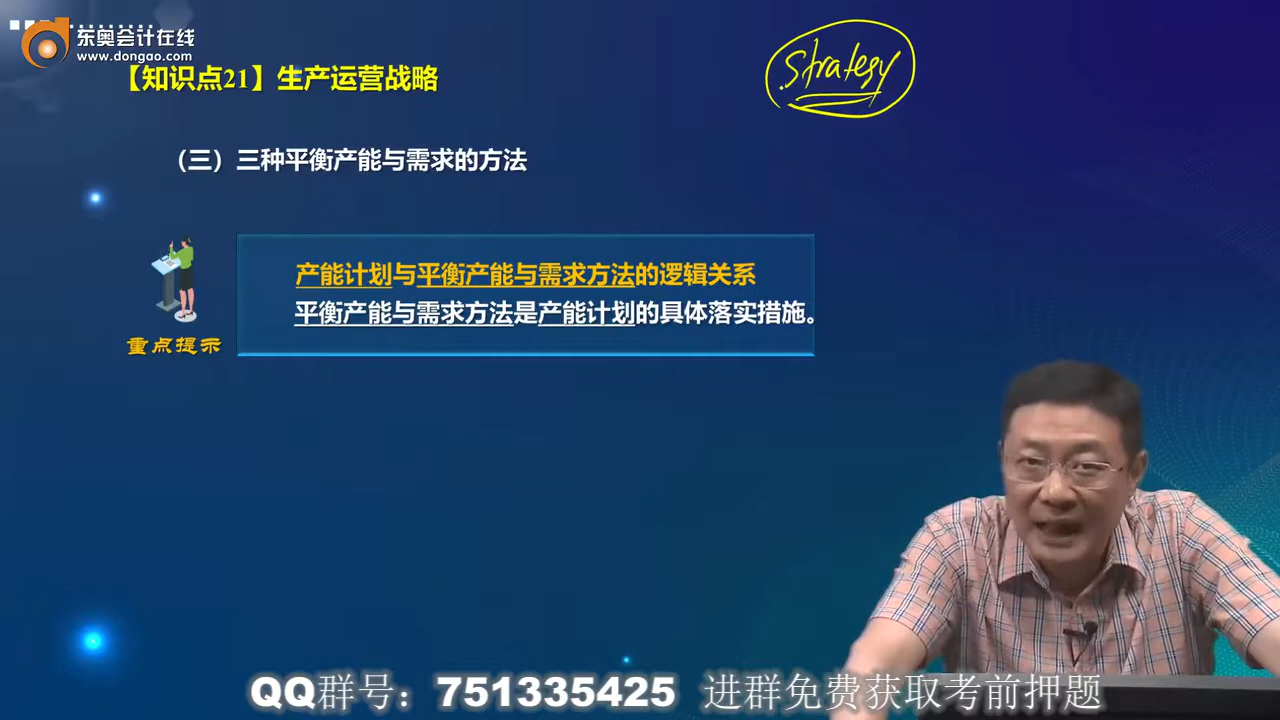 东奥会计在线
www.dongao.com
【知识点21】生产运营战略
Strategy
（三）三种平衡产能与需求的方法
产能计划与平衡产能与需求方法的逻辑关系
平衡产能与需求方法是产能计划的具体落实措施。
重点提示
QQ群号：751335425 进群免费获取考前押题